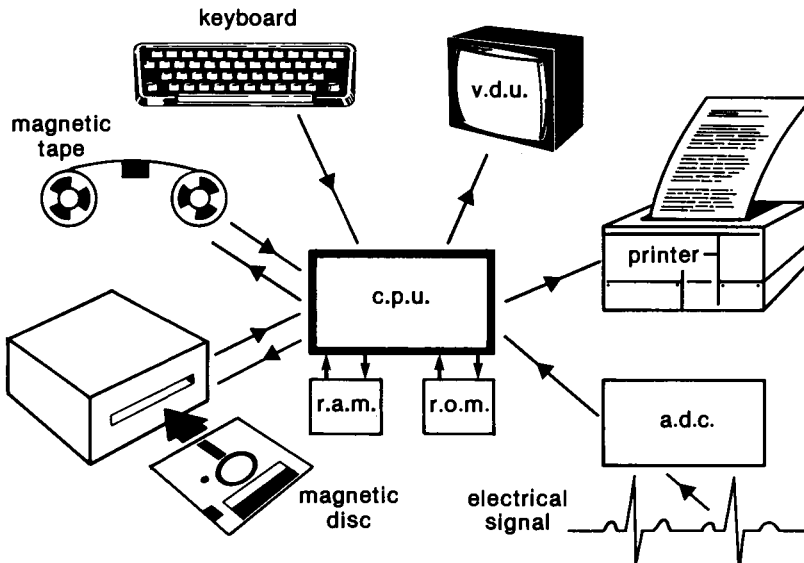 keyboard
v.d.u.
magnetic
tape
printer
c.p.u.
r.a.m.
r.o.m.
a.d.c.
magnetic
disc
electrical
signal